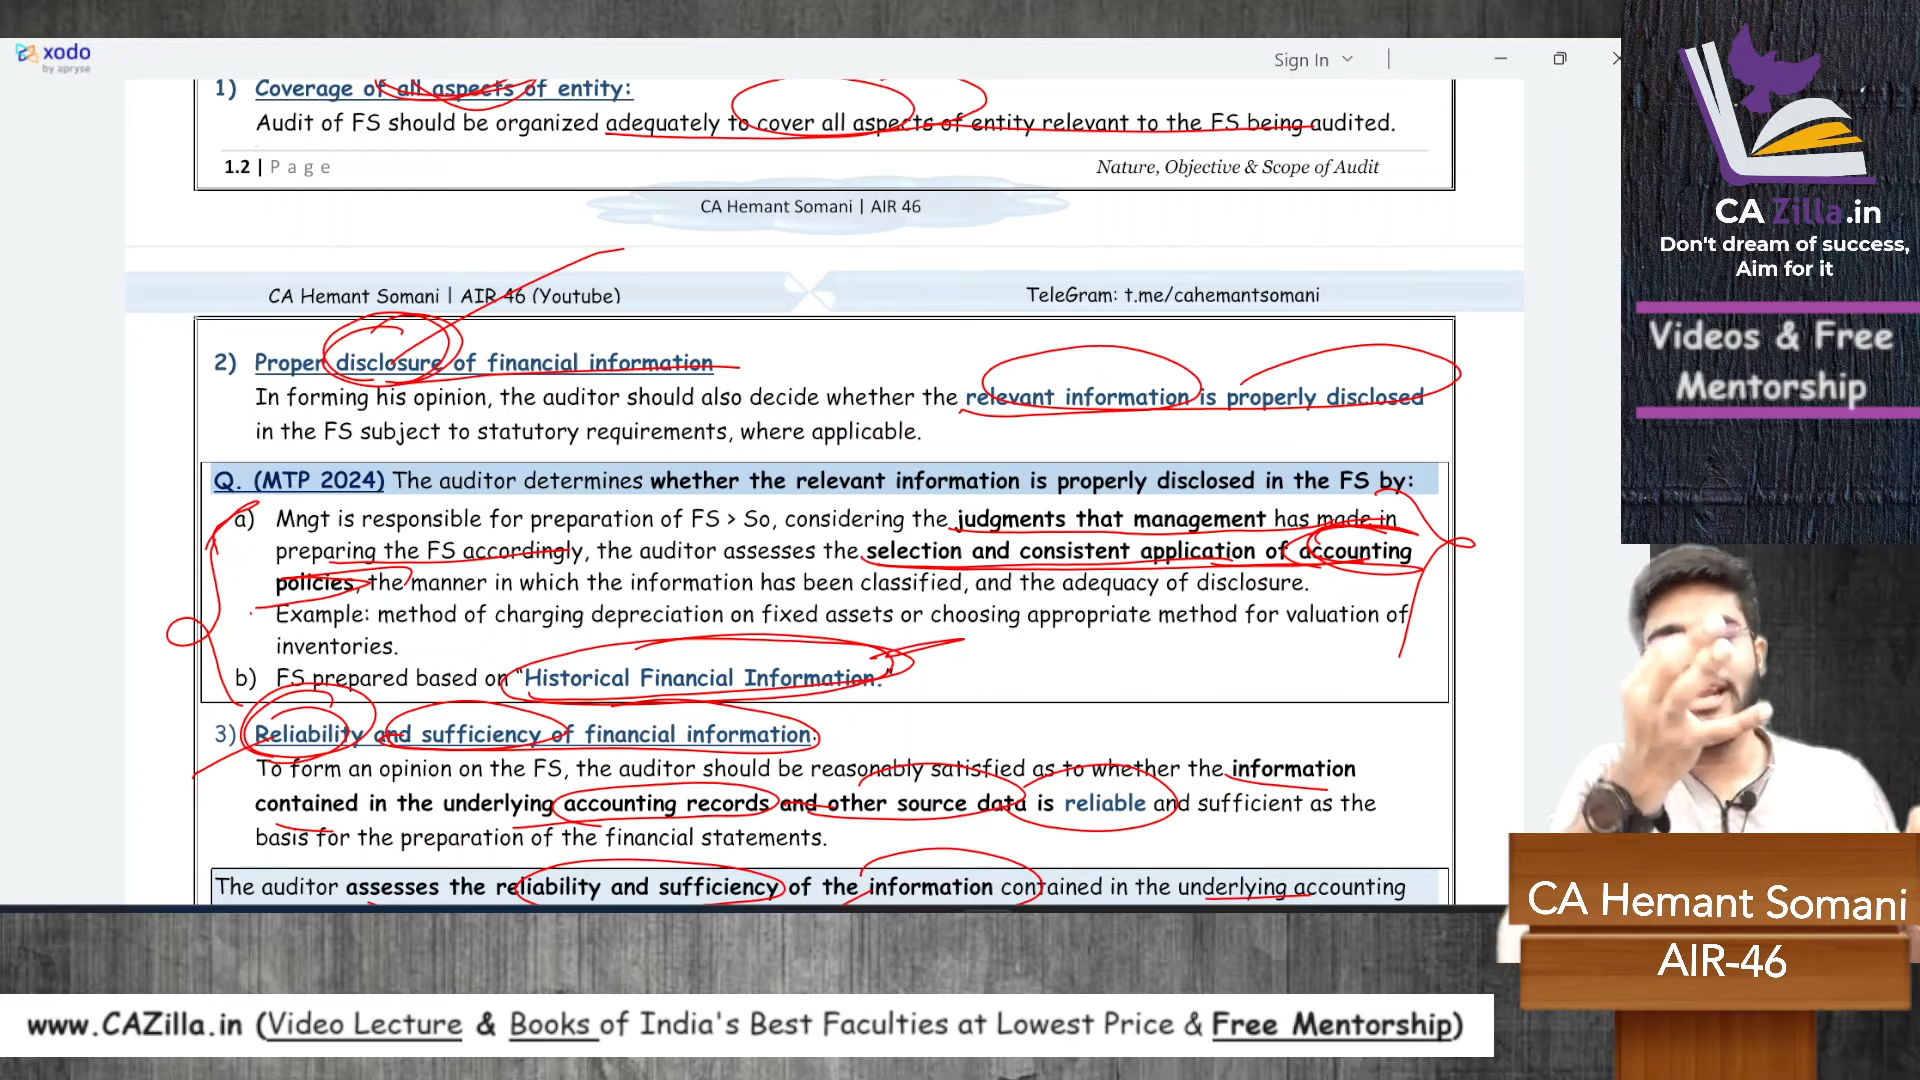 xodo
by apryse
Sign In
1) Coverage of all aspects of entity:
Audit of FS should be organized adequately to cover all aspects of entity relevant to the FS being audited.
1.2 | Page
Nature, Objective & Scope of Audit
CA Hemant Somani | AIR 46
CA Hemant Somani | AIR 46 (Youtube)
TeleGram: t.me/cahemantsomani
2) Proper disclosure of financial information
In forming his opinion, the auditor should also decide whether the relevant information is properly disclosed
in the FS subject to statutory requirements, where applicable.
Q. (MTP 2024) The auditor determines whether the relevant information is properly disclosed in the FS by:
a) Mngt is responsible for preparation of FS > So, considering the judgments that management has made in
preparing the FS accordingly, the auditor assesses the selection and consistent application of accounting
policies, the manner in which the information has been classified, and the adequacy of disclosure.
Example: method of charging depreciation on fixed assets or choosing appropriate method for valuation of
inventories.
b) FS prepared based on "Historical Financial Information."
3) Reliability and sufficiency of financial information.
To form an opinion on the FS, the auditor should be reasonably satisfied as to whether the information
contained in the underlying accounting records and other source data is reliable and sufficient as the
basis for the preparation of the financial statements.
The auditor assesses the reliability and sufficiency of the information contained in the underlying accounting
CA Zilla.in
Don't dream of success,
Aim for it
Videos & Free
Mentorship
CA Hemant Somani
AIR-46
www.CAZilla.in (Video Lecture & Books of India's Best Faculties at Lowest Price & Free Mentorship)